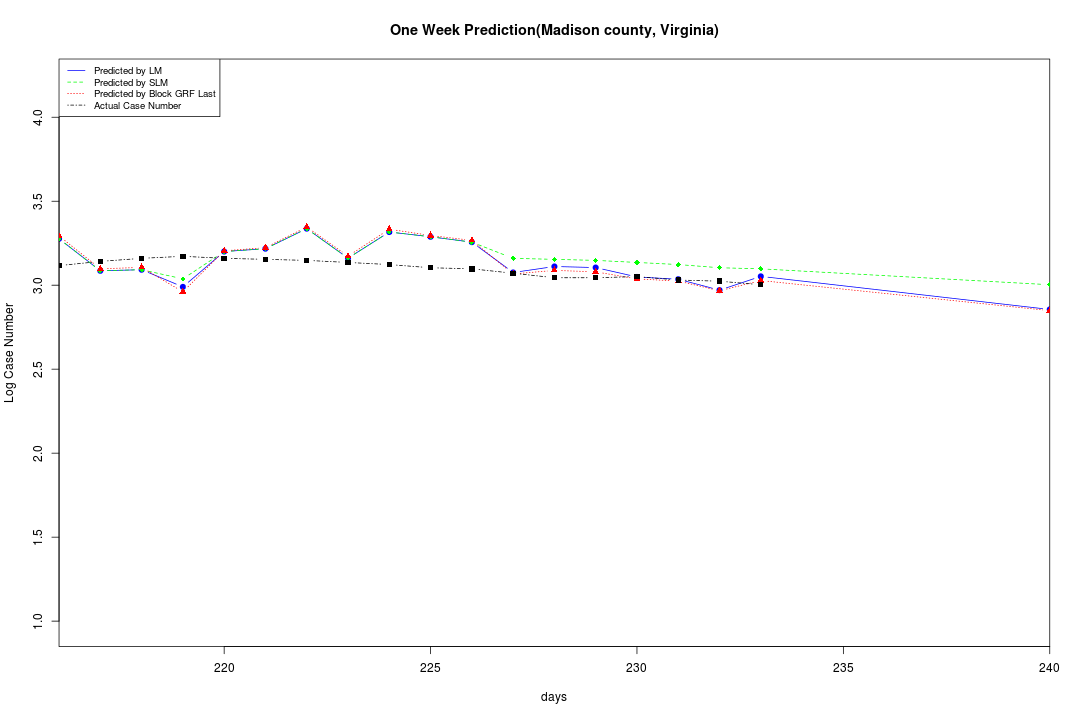 One Week Prediction(Madison county, Virginia)
Predicted by LM
Predicted by SLM
Predicted by Block GRF Last
Actual Case Number
Log Case Number
4.0
3.5
3.0
2.5
2.0
1.5
1.0
220 225 230 235 240
days